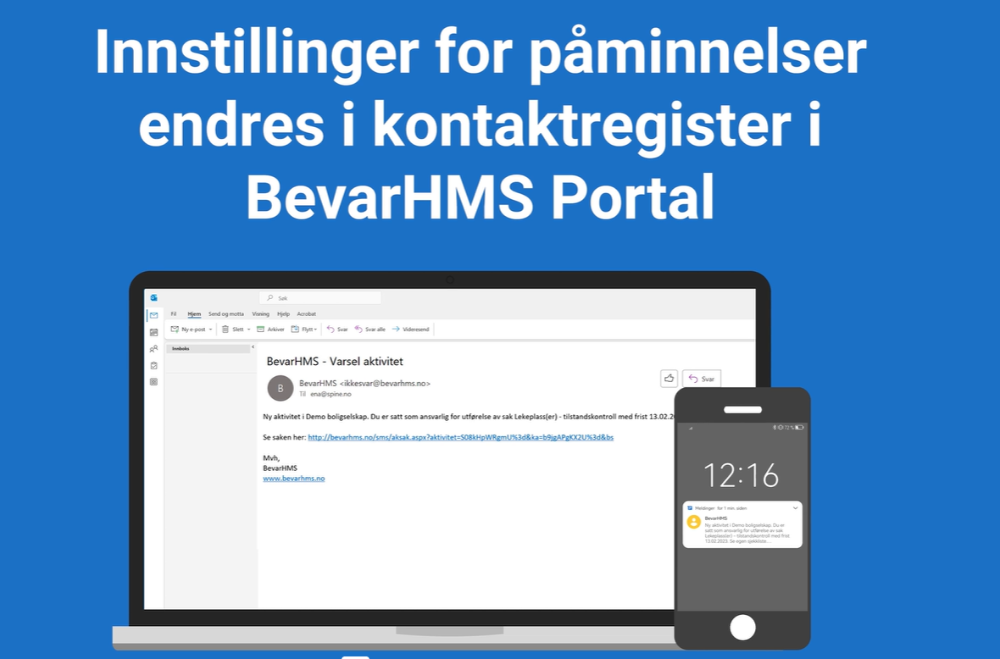 Innstillinger for påminnelser
endres i kontaktregister i
BevarHMS Portal
Søk
Fil Hjem Send og motta Visning Hjelp Acrobat
Ny e-post Slett Arkiver Flytt Svar Svar alle Videresend
Innboks
BevarHMS - Varsel aktivitet
B
BevarHMS <ikkesvar@bevarhms.no>
Til ena@spine.no
Svar
Ny aktivitet i Demo boligselskap. Du er satt som ansvarlig for utførelse av sak Lekeplass(er) - tilstandskontroll med frist 13.02.20
Se saken her: http://bevarhms.no/sms/aksak.aspx?aktivitet=S08kHpWRgmU%3d&ka=b9jgAPgKX2U%3d&bs
Mvh,
BevarHMS
www.bevarhms.no
72 %
12:16
Meldinger for 1 min. siden
BevarHMS
Ny aktivitet i Demo boligselskap. Du er
satt som ansvarlig for utførelse av sak
Lekeplass(er) - tilstandskontroll med frist
13.02.2023. Se egen sjekkliste...